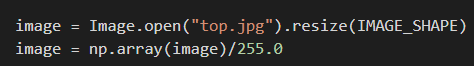 image = Image.open("top.jpg").resize(IMAGE_SHAPE)
image = np.array(image)/255.0